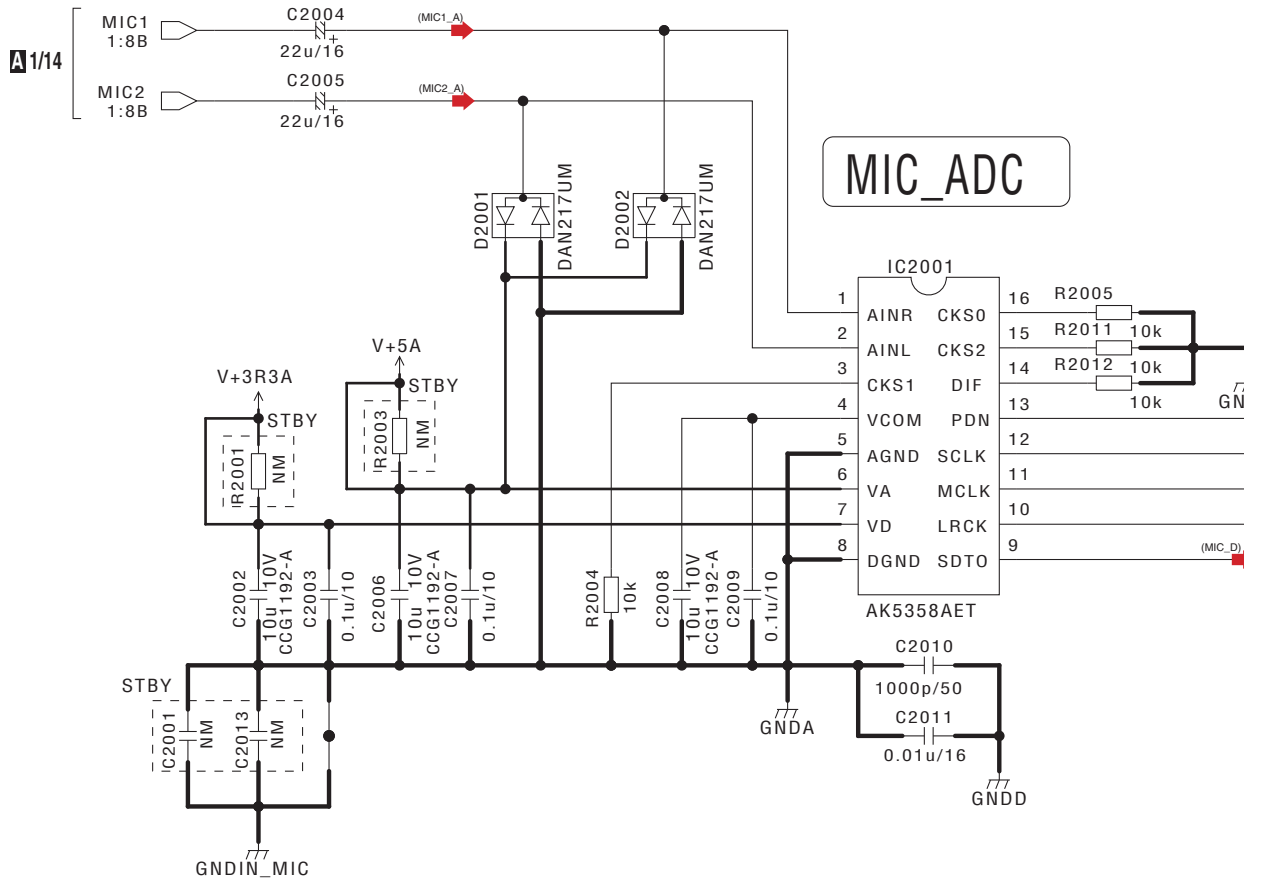 MIC1
1:8B
C2004
+
22u/16
(MIC1_A)
A 1/14
MIC2
1:8B
C2005
+
22u/16
(MIC2_A)
MIC_ADC
D2001
DAN217UM
D2002
DAN217UM
IC2001
1 AINR CKS0 16 R2005
10k
2 AINL CKS2 15 R2011
10k
3 CKS1 DIF 14 R2012
10k
4 VCOM PDN 13
5 AGND SCLK 12
6 VA MCLK 11
7 VD LRCK 10
8 DGND SDTO 9
(MIC_D)
GN
AK5358AET
V+5A
STBY
R2003
NM
V+3R3A
STBY
R2001
NM
C2002
10u 10V
CCG1192-A
C2003
0.1u/10
C2006
10u 10V
CCG1192-A
C2007
0.1u/10
R2004
10k
C2008
10u 10V
CCG1192-A
C2009
0.1u/10
C2010
1000p/50
C2011
0.01u/16
GNDA
GNDD
STBY
C2001
NM
C2013
NM
GNDIN_MIC